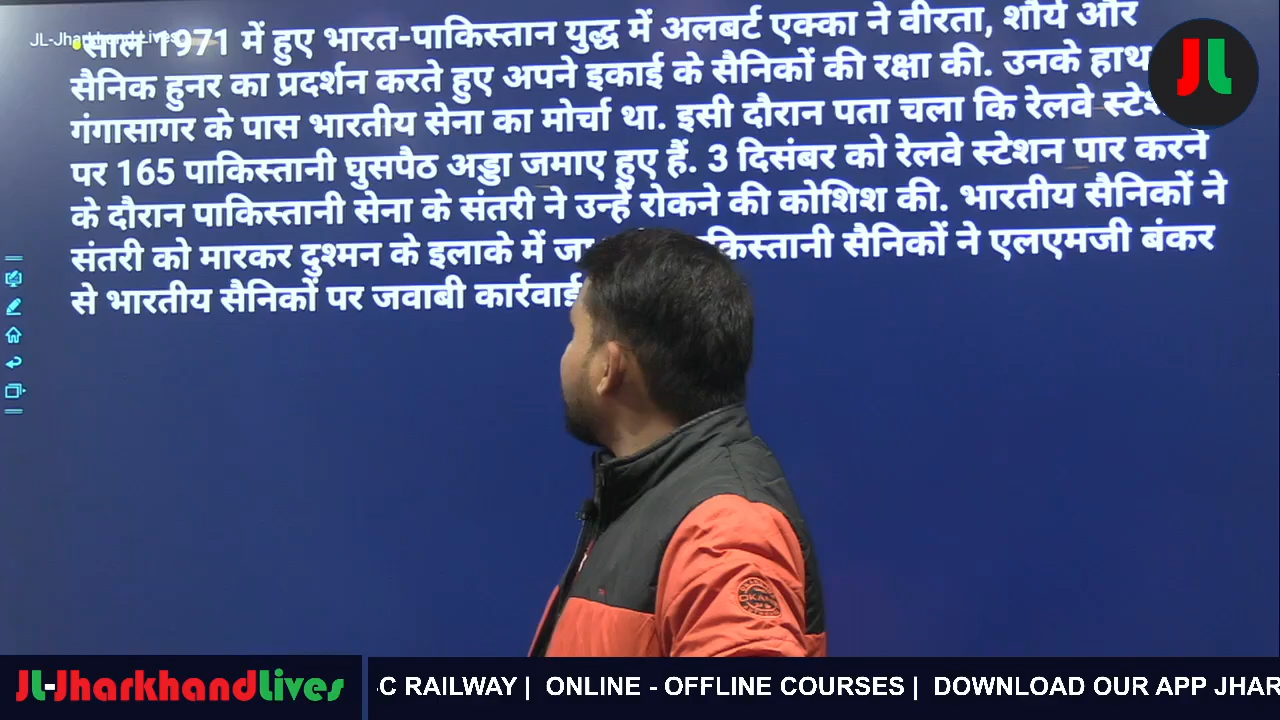 JL-Jharkhand Lives
साल 1971 में हुए भारत-पाकिस्तान युद्ध में अलबर्ट एक्का ने वीरता, शौर्य और
JL
सैनिक हुनर का प्रदर्शन करते हुए अपने इकाई के सैनिकों की रक्षा की. उनके हाथ
गंगासागर के पास भारतीय सेना का मोर्चा था. इसी दौरान पता चला कि रेलवे
पर 165 पाकिस्तानी घुसपैठ अड्डा जमाए हुए हैं. 3 दिसंबर को रेलवे स्टेशन पार करने
के दौरान पाकिस्तानी सेना के संतरी ने उन्हें रोकने की कोशिश की. भारतीय सैनिकों ने
संतरी को मारकर दुश्मन के इलाके में सैनिकों ने एलएमजी बंकर
से भारतीय सैनिकों पर जवाबी कार्रवाई
JL-JharkhandLives
C RAILWAY | ONLINE - OFFLINE COURSES | DOWNLOAD OUR APP JHAR